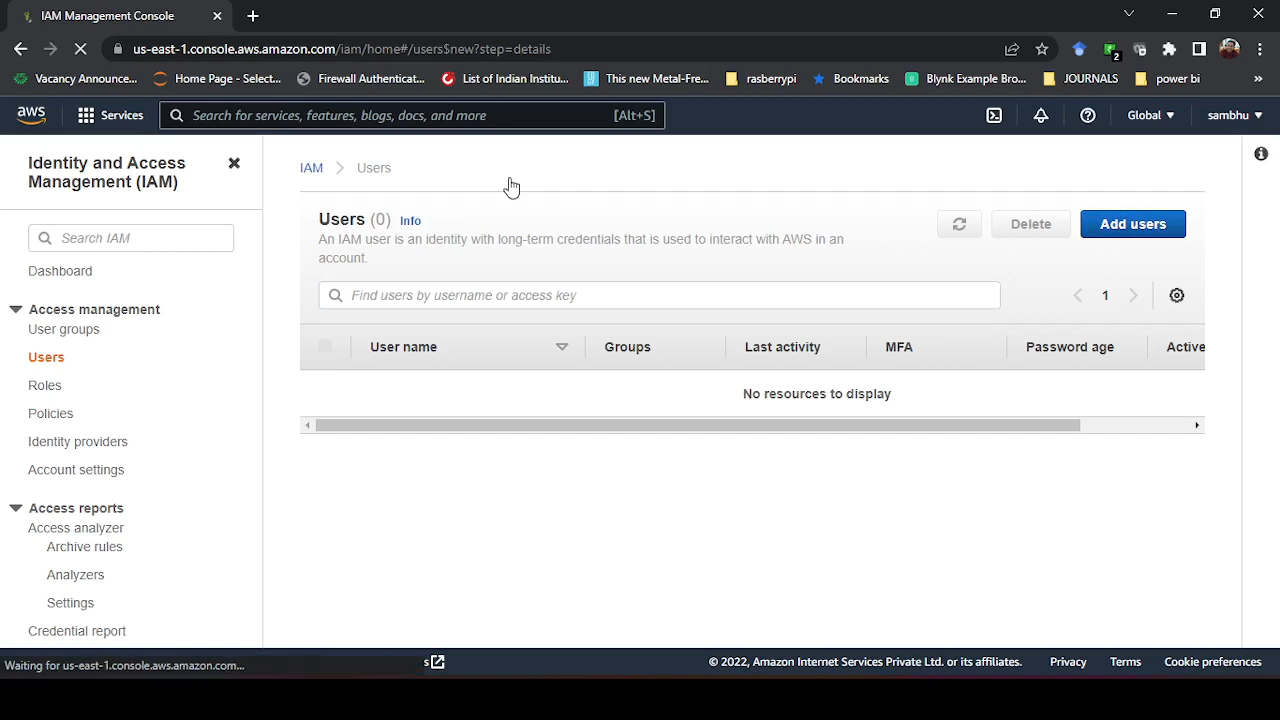 IAM Management Console
us-east-1.console.aws.amazon.com/iam/home#/users$new?step=details
2
Vacancy Announce...
Home Page - Select...
Firewall Authenticat...
List of Indian Institu...
This new Metal-Fre...
rasberrypi
Bookmarks
Blynk Example Bro...
JOURNALS
power bi
»
aws
Services
Search for services, features, blogs, docs, and more
[Alt+S]
Global
sambhu
Identity and Access
Management (IAM)
Search IAM
Dashboard
Access management
User groups
Users
Roles
Policies
Identity providers
Account settings
Access reports
Access analyzer
Archive rules
Analyzers
Settings
Credential report
IAM
Users
Users (0) Info
An IAM user is an identity with long-term credentials that is used to interact with AWS in an
account.
Delete
Add users
Find users by username or access key
1
User name
Groups
Last activity
MFA
Password age
Active
No resources to display
Waiting for us-east-1.console.aws.amazon.com...
s
© 2022, Amazon Internet Services Private Ltd. or its affiliates.
Privacy
Terms
Cookie preferences